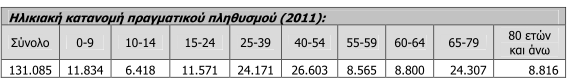 Ηλικιακή κατανομή πραγματικού πληθυσμού (2011):
Σύνολο 0-9 10-14 15-24 25-39 40-54 55-59 60-64 65-79 80 ετών και άνω
131.085 11.834 6.418 11.571 24.171 26.603 8.565 8.800 24.307 8.816